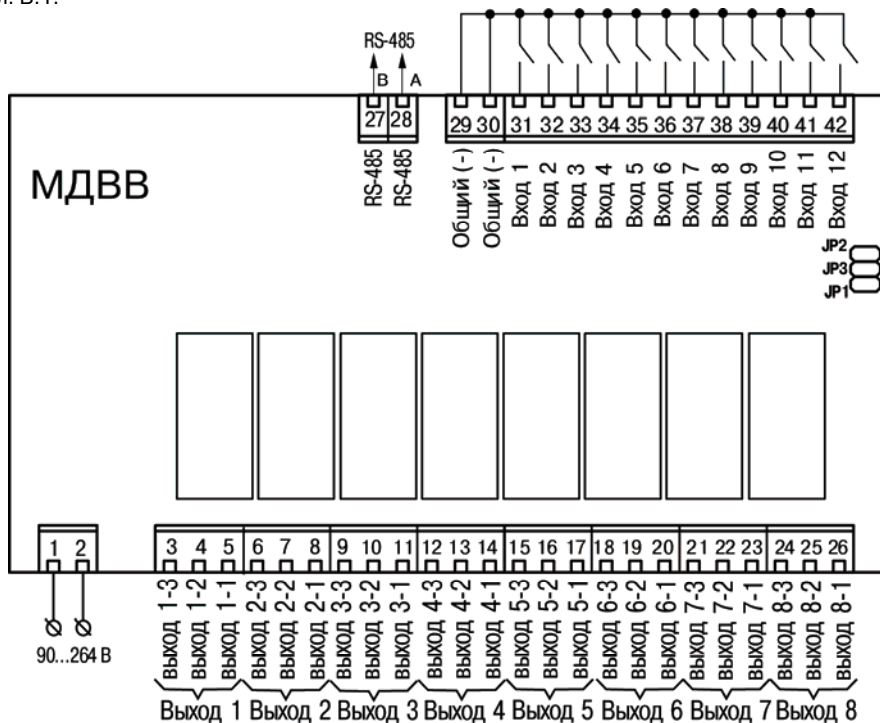 RS-485
B A
27 28 29 30 31 32 33 34 35 36 37 38 39 40 41 42
RS-485
RS-485
Общий (-)
Общий (-)
Вход 1
Вход 2
Вход 3
Вход 4
Вход 5
Вход 6
Вход 7
Вход 8
Вход 9
Вход 10
Вход 11
Вход 12
МДВВ
JP2
JP3
JP1
1 2 3 4 5 6 7 8 9 10 11 12 13 14 15 16 17 18 19 20 21 22 23 24 25 26
90...264 В
Выход 1-3
Выход 1-2
Выход 1-1
Выход 2-3
Выход 2-2
Выход 2-1
Выход 3-3
Выход 3-2
Выход 3-1
Выход 4-3
Выход 4-2
Выход 4-1
Выход 5-3
Выход 5-2
Выход 5-1
Выход 6-3
Выход 6-2
Выход 6-1
Выход 7-3
Выход 7-2
Выход 7-1
Выход 8-3
Выход 8-2
Выход 8-1
Выход 1 Выход 2 Выход 3 Выход 4 Выход 5 Выход 6 Выход 7 Выход 8